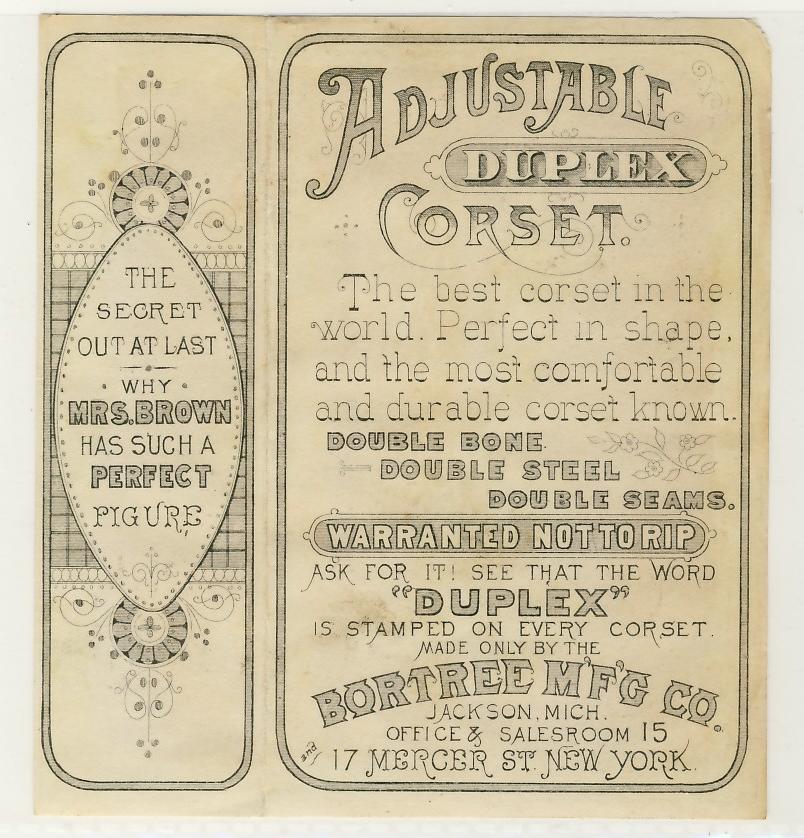 THE
SECRET
OUT AT LAST
WHY
MRS. BROWN
HAS SUCH A
PERFECT
FIGURE
ADJUSTABLE
DUPLEX
CORSET.
The best corset in the
world. Perfect in shape,
and the most comfortable
and durable corset known.
DOUBLE BONE
DOUBLE STEEL
DOUBLE SEAMS.
WARRANTED NOT TO RIP
ASK FOR IT! SEE THAT THE WORD
"DUPLEX"
IS STAMPED ON EVERY CORSET.
MADE ONLY BY THE
BORTREE M'F'G CO.
JACKSON, MICH.
OFFICE & SALESROOM 15
and 17 MERCER ST. NEW YORK.